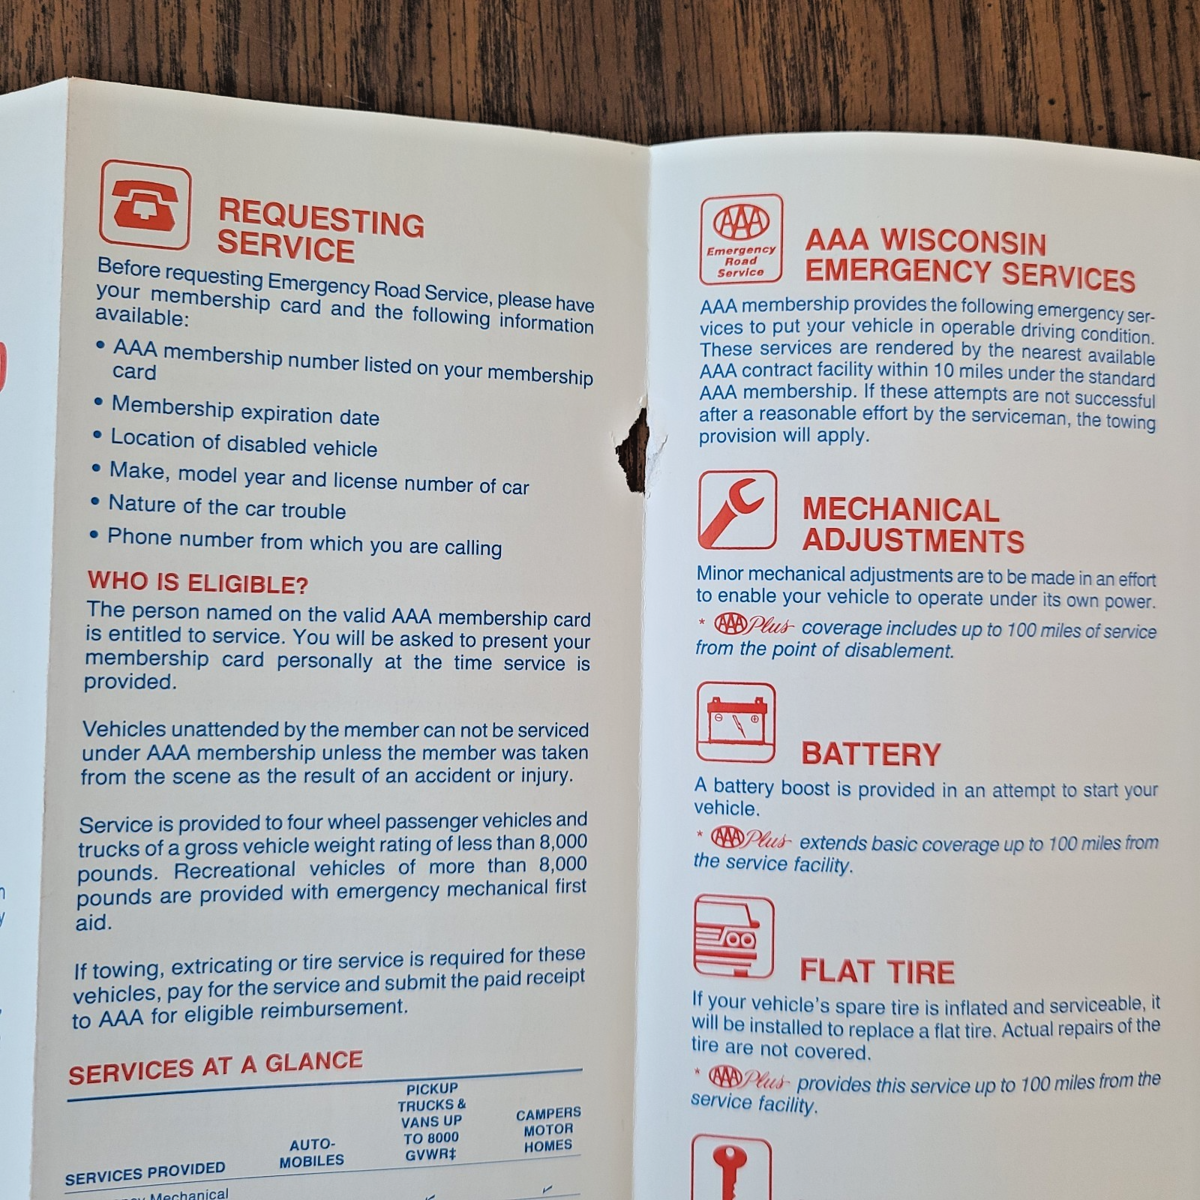 REQUESTING
SERVICE
Before requesting Emergency Road Service, please have
your membership card and the following information
available:
• AAA membership number listed on your membership
card
• Membership expiration date
• Location of disabled vehicle
• Make, model year and license number of car
• Nature of the car trouble
• Phone number from which you are calling
WHO IS ELIGIBLE?
The person named on the valid AAA membership card
is entitled to service. You will be asked to present your
membership card personally at the time service is
provided.
Vehicles unattended by the member can not be serviced
under AAA membership unless the member was taken
from the scene as the result of an accident or injury.
Service is provided to four wheel passenger vehicles and
trucks of a gross vehicle weight rating of less than 8,000
pounds. Recreational vehicles of more than 8,000
pounds are provided with emergency mechanical first
aid.
If towing, extricating or tire service is required for these
vehicles, pay for the service and submit the paid receipt
to AAA for eligible reimbursement.
SERVICES AT A GLANCE
SERVICES PROVIDED
AUTO-
MOBILES
PICKUP
TRUCKS &
VANS UP
TO 8000
GVWR‡
CAMPERS
MOTOR
HOMES
Mechanical
AAA
Emergency
Road
Service
AAA WISCONSIN
EMERGENCY SERVICES
AAA membership provides the following emergency ser-
vices to put your vehicle in operable driving condition.
These services are rendered by the nearest available
AAA contract facility within 10 miles under the standard
AAA membership. If these attempts are not successful
after a reasonable effort by the serviceman, the towing
provision will apply.
MECHANICAL
ADJUSTMENTS
Minor mechanical adjustments are to be made in an effort
to enable your vehicle to operate under its own power.
* AAA Plus coverage includes up to 100 miles of service
from the point of disablement.
BATTERY
A battery boost is provided in an attempt to start your
vehicle.
* AAA Plus extends basic coverage up to 100 miles from
the service facility.
FLAT TIRE
If your vehicle's spare tire is inflated and serviceable, it
will be installed to replace a flat tire. Actual repairs of the
tire are not covered.
* AAA Plus provides this service up to 100 miles from the
service facility.